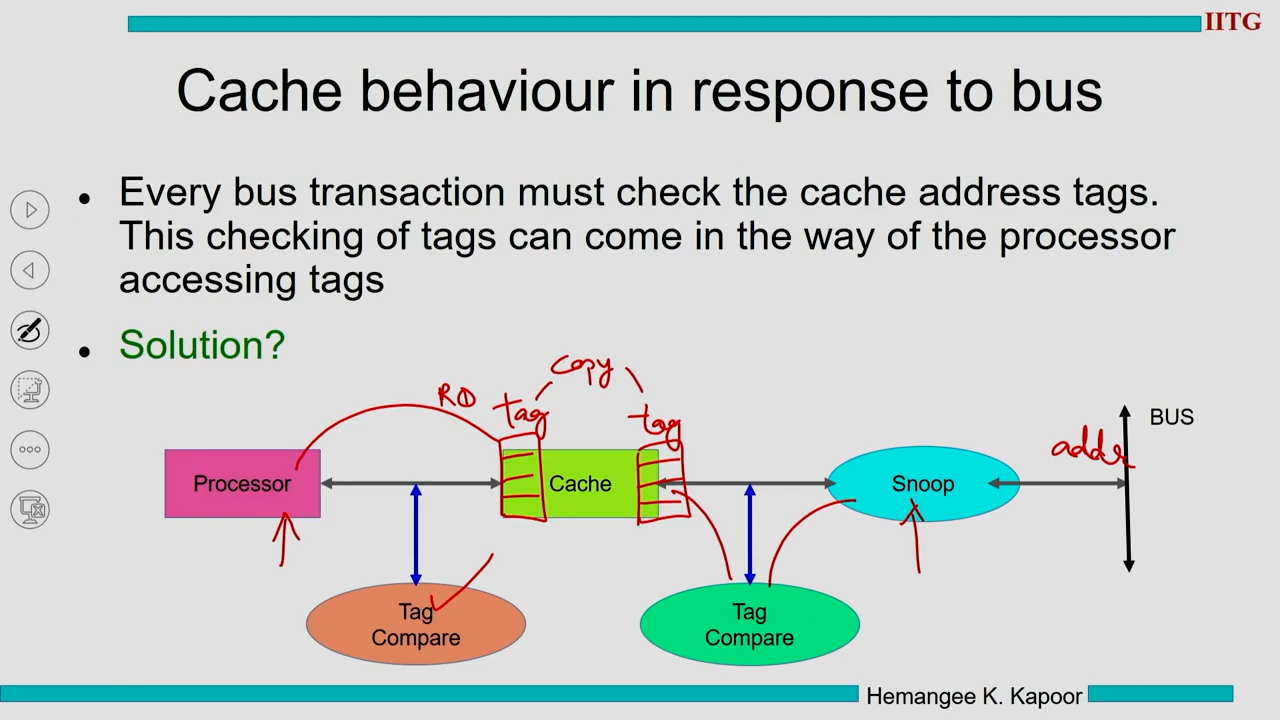 IITG
Cache behaviour in response to bus
• Every bus transaction must check the cache address tags.
This checking of tags can come in the way of the processor
accessing tags
• Solution?
copy
RD
tag
tag
BUS
addr
Processor
Cache
Snoop
Tag
Compare
Tag
Compare
Hemangee K. Kapoor